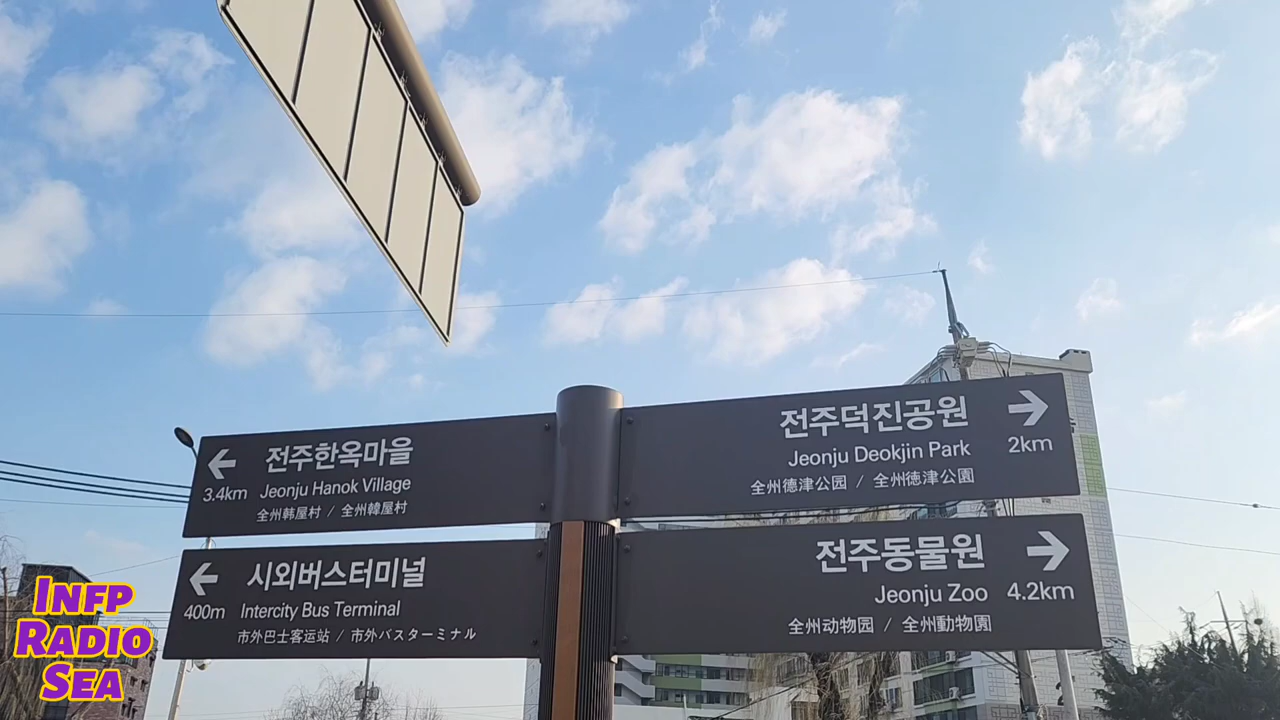 전주한옥마을
3.4km
Jeonju Hanok Village
全州韩屋村 / 全州韓屋村
시외버스터미널
400m
Intercity Bus Terminal
市外巴士客运站 / 市外バスターミナル
전주덕진공원
Jeonju Deokjin Park
2km
全州德津公园 / 全州徳津公園
전주동물원
Jeonju Zoo
4.2km
全州动物园 / 全州動物園
INFP
RADIO
SEA